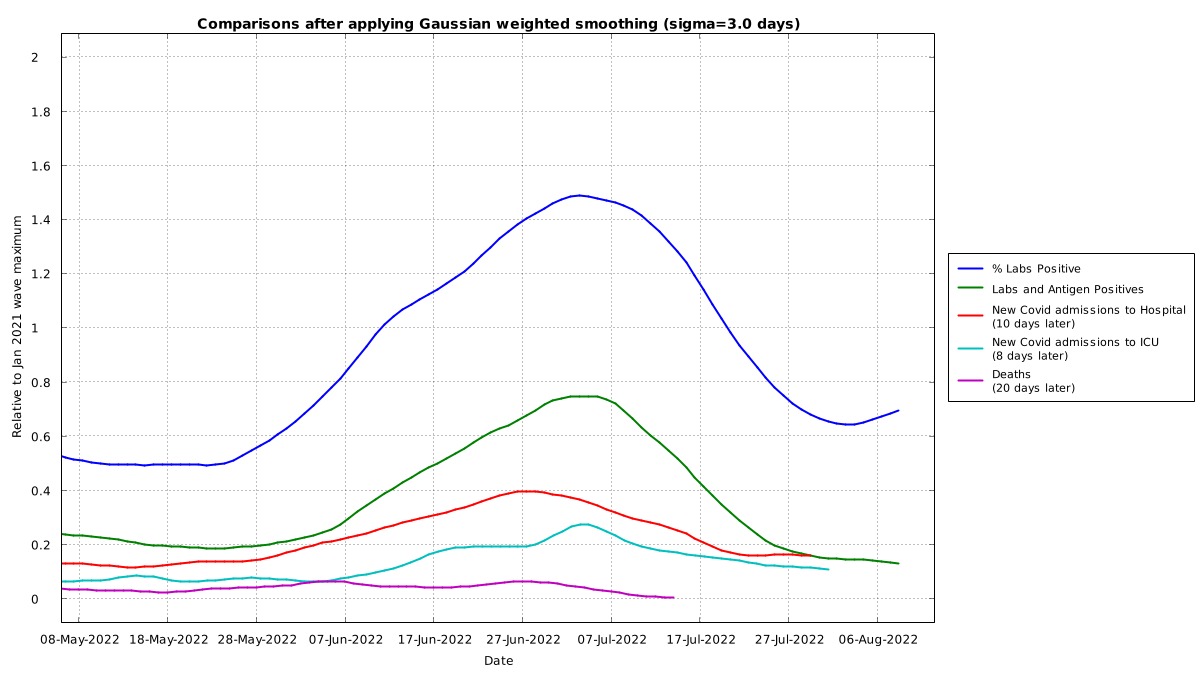 Comparisons after applying Gaussian weighted smoothing (sigma=3.0 days)
Relative to Jan 2021 wave maximum
2
1.8
1.6
1.4
1.2
1
0.8
0.6
0.4
0.2
0
08-May-2022 18-May-2022 28-May-2022 07-Jun-2022 17-Jun-2022 27-Jun-2022 07-Jul-2022 17-Jul-2022 27-Jul-2022 06-Aug-2022
Date
% Labs Positive
Labs and Antigen Positives
New Covid admissions to Hospital
(10 days later)
New Covid admissions to ICU
(8 days later)
Deaths
(20 days later)